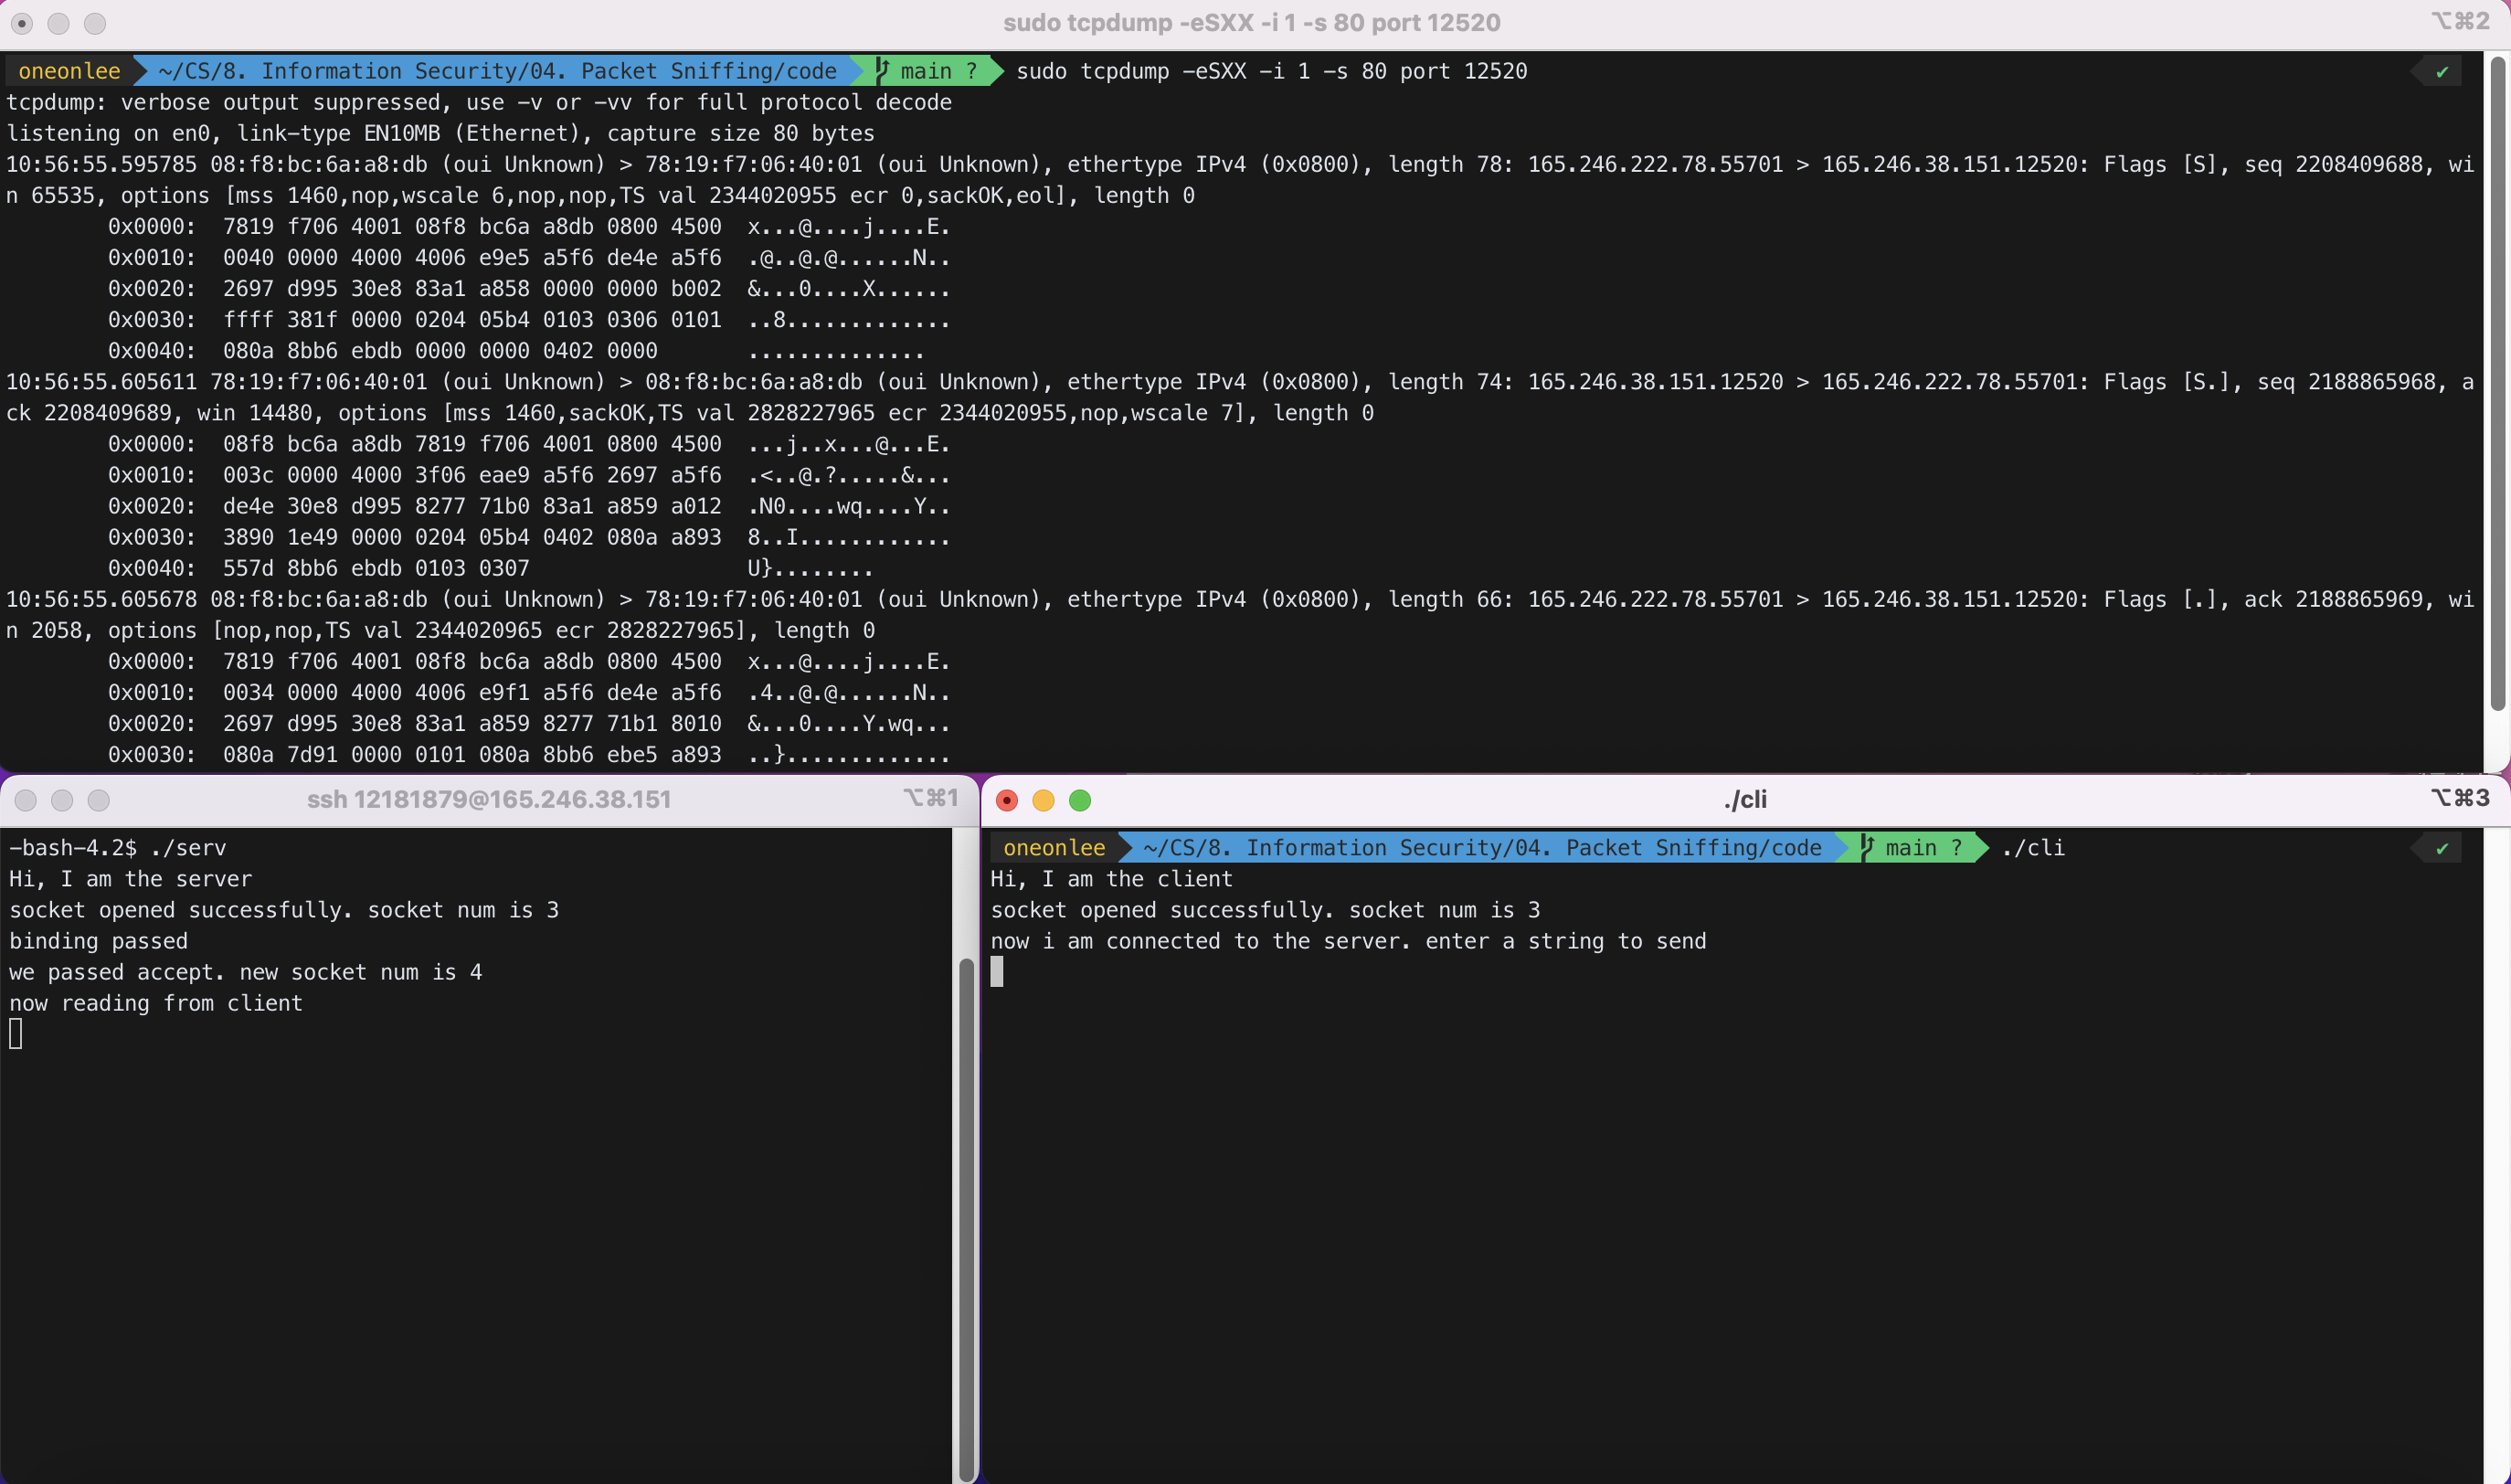 sudo tcpdump -eSXX -i 1 -s 80 port 12520 ⌥⌘2
oneonlee ~/CS/8. Information Security/04. Packet Sniffing/code main ? sudo tcpdump -eSXX -i 1 -s 80 port 12520 ✔
tcpdump: verbose output suppressed, use -v or -vv for full protocol decode
listening on en0, link-type EN10MB (Ethernet), capture size 80 bytes
10:56:55.595785 08:f8:bc:6a:a8:db (oui Unknown) > 78:19:f7:06:40:01 (oui Unknown), ethertype IPv4 (0x0800), length 78: 165.246.222.78.55701 > 165.246.38.151.12520: Flags [S], seq 2208409688, wi
n 65535, options [mss 1460,nop,wscale 6,nop,nop,TS val 2344020955 ecr 0,sackOK,eol], length 0
0x0000: 7819 f706 4001 08f8 bc6a a8db 0800 4500 x...@....j....E.
0x0010: 0040 0000 4000 4006 e9e5 a5f6 de4e a5f6 .@..@.@......N..
0x0020: 2697 d995 30e8 83a1 a858 0000 0000 b002 &...0....X......
0x0030: ffff 381f 0000 0204 05b4 0103 0306 0101 ..8.............
0x0040: 080a 8bb6 ebdb 0000 0000 0402 0000 ..............
10:56:55.605611 78:19:f7:06:40:01 (oui Unknown) > 08:f8:bc:6a:a8:db (oui Unknown), ethertype IPv4 (0x0800), length 74: 165.246.38.151.12520 > 165.246.222.78.55701: Flags [S.], seq 2188865968, a
ck 2208409689, win 14480, options [mss 1460,sackOK,TS val 2828227965 ecr 2344020955,nop,wscale 7], length 0
0x0000: 08f8 bc6a a8db 7819 f706 4001 0800 4500 ...j..x...@...E.
0x0010: 003c 0000 4000 3f06 eae9 a5f6 2697 a5f6 .<..@.?.....&...
0x0020: de4e 30e8 d995 8277 71b0 83a1 a859 a012 .N0....wq....Y..
0x0030: 3890 1e49 0000 0204 05b4 0402 080a a893 8..I............
0x0040: 557d 8bb6 ebdb 0103 0307 U}........
10:56:55.605678 08:f8:bc:6a:a8:db (oui Unknown) > 78:19:f7:06:40:01 (oui Unknown), ethertype IPv4 (0x0800), length 66: 165.246.222.78.55701 > 165.246.38.151.12520: Flags [.], ack 2188865969, wi
n 2058, options [nop,nop,TS val 2344020965 ecr 2828227965], length 0
0x0000: 7819 f706 4001 08f8 bc6a a8db 0800 4500 x...@....j....E.
0x0010: 0034 0000 4000 4006 e9f1 a5f6 de4e a5f6 .4..@.@......N..
0x0020: 2697 d995 30e8 83a1 a859 8277 71b1 8010 &...0....Y.wq...
0x0030: 080a 7d91 0000 0101 080a 8bb6 ebe5 a893 ..}.............
ssh 12181879@165.246.38.151 ⌥⌘1
-bash-4.2$ ./serv
Hi, I am the server
socket opened successfully. socket num is 3
binding passed
we passed accept. new socket num is 4
now reading from client
./cli ⌥⌘3
oneonlee ~/CS/8. Information Security/04. Packet Sniffing/code main ? ./cli ✔
Hi, I am the client
socket opened successfully. socket num is 3
now i am connected to the server. enter a string to send